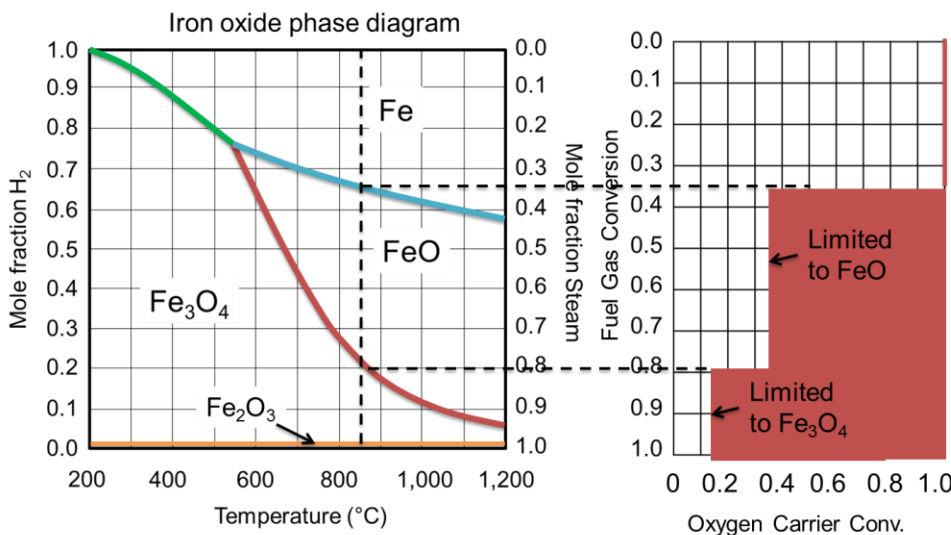 Iron oxide phase diagram
Mole fraction H₂
1.0
0.9
0.8
0.7
0.6
0.5
0.4
0.3
0.2
0.1
0.0
200 400 600 800 1,000 1,200
Temperature (°C)
Fe
FeO
Fe₃O₄
Fe₂O₃
0.0
0.1
0.2
0.3
0.4
0.5
0.6
0.7
0.8
0.9
1.0
Mole fraction Steam
Fuel Gas Conversion
0.0
0.1
0.2
0.3
0.4
0.5
0.6
0.7
0.8
0.9
1.0
Limited
to FeO
Limited
to Fe₃O₄
0 0.2 0.4 0.6 0.8 1.0
Oxygen Carrier Conv.